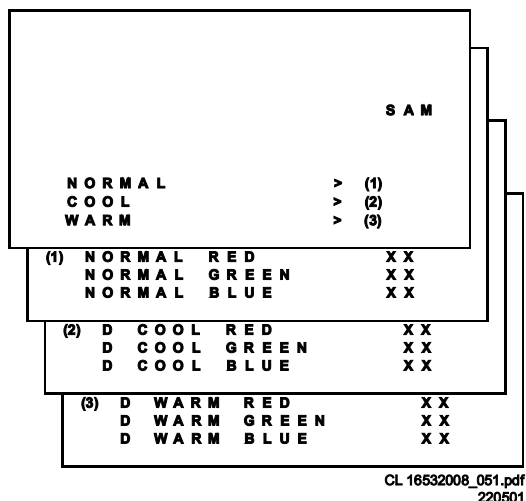 SAM
NORMAL > (1)
COOL > (2)
WARM > (3)
(1) NORMAL RED XX
NORMAL GREEN XX
NORMAL BLUE XX
(2) D COOL RED XX
D COOL GREEN XX
D COOL BLUE XX
(3) D WARM RED XX
D WARM GREEN XX
D WARM BLUE XX
CL 16532008_051.pdf
220501